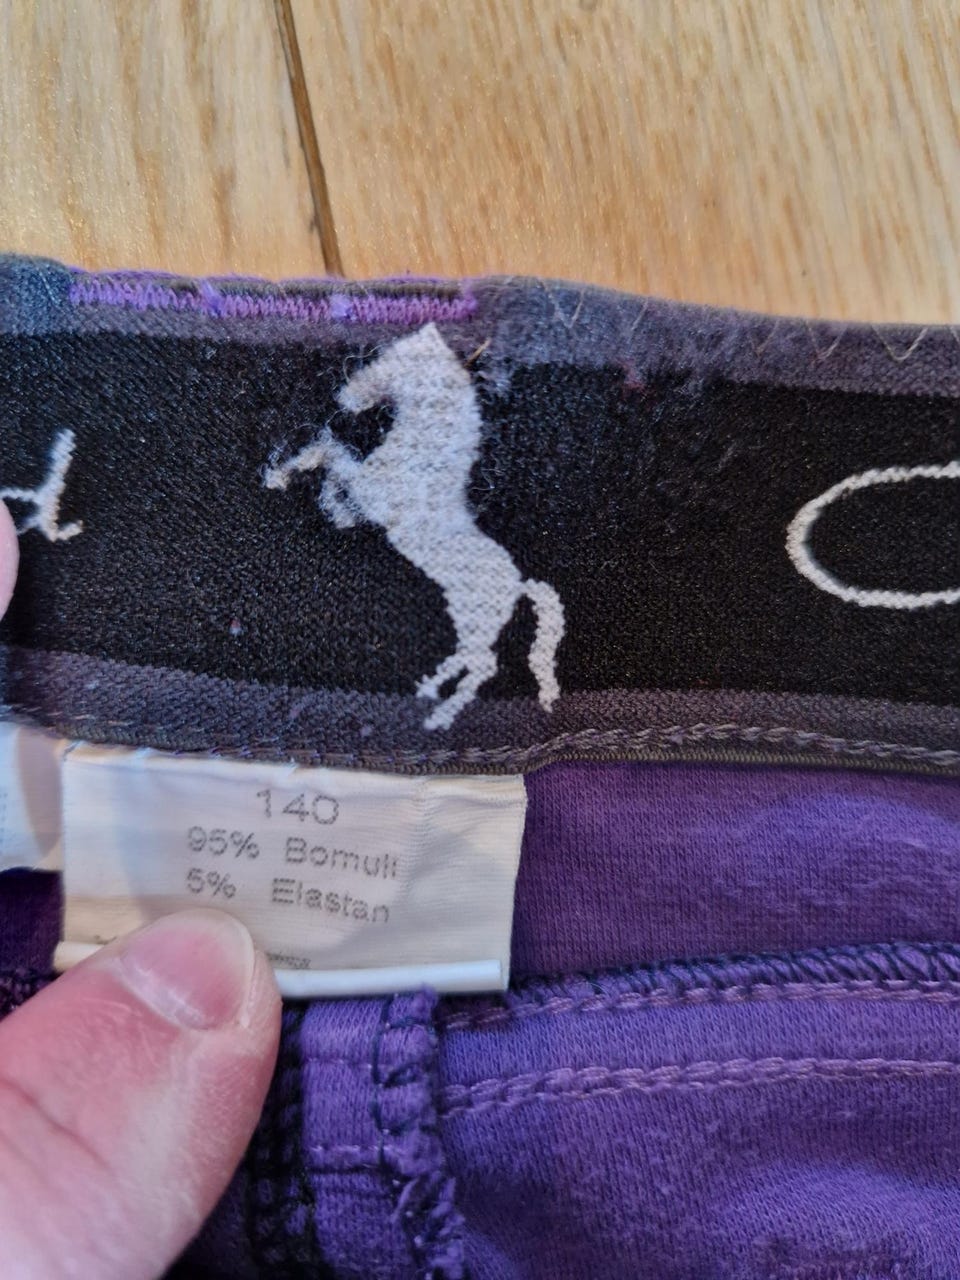 d
140
95% Bomull
5% Elastan